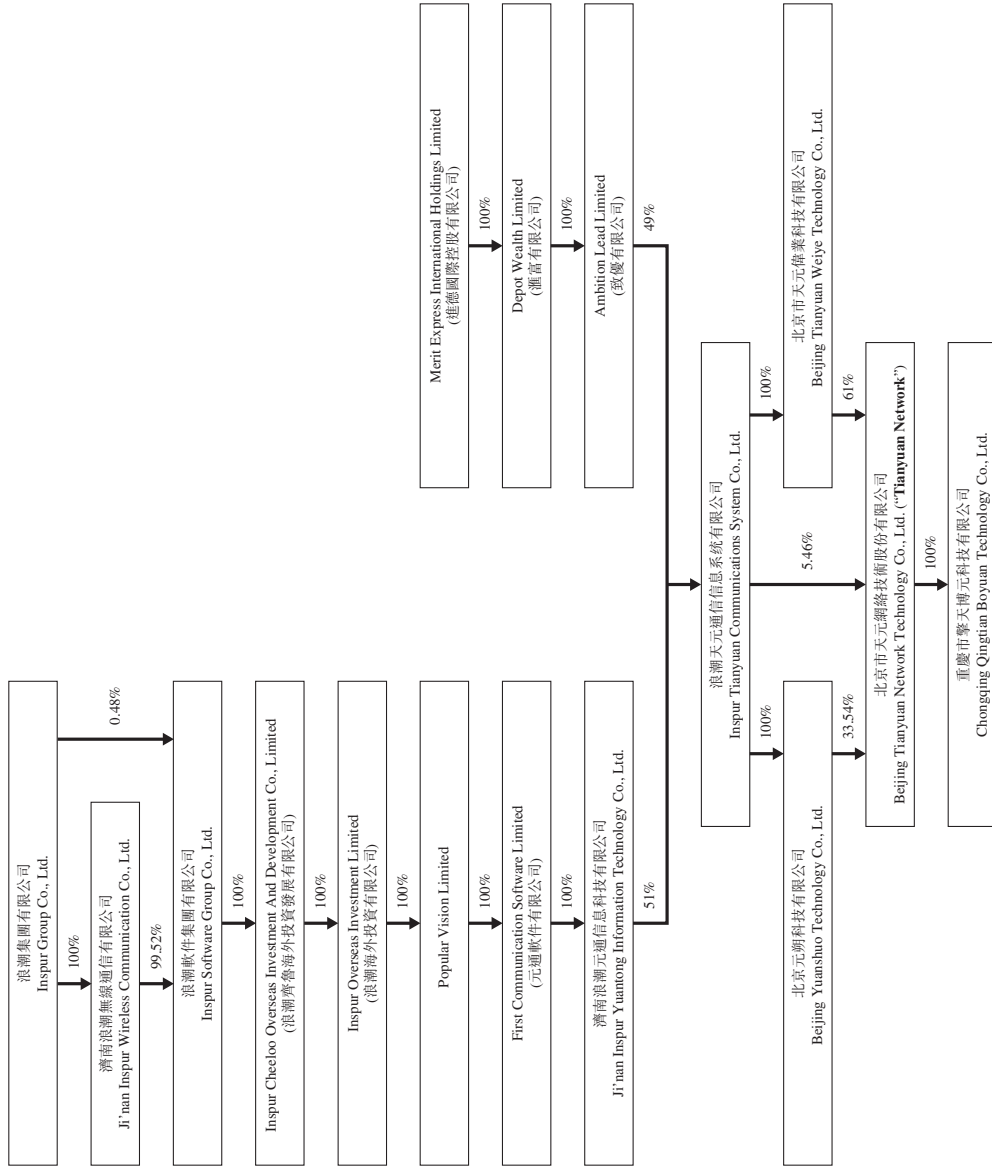 浪潮集團有限公司
Inspur Group Co., Ltd.
100%
0.48%
濟南浪潮無線通信有限公司
Ji'nan Inspur Wireless Communication Co., Ltd.
99.52%
浪潮軟件集團有限公司
Inspur Software Group Co., Ltd.
100%
Inspur Cheeloo Overseas Investment And Development Co., Limited
(浪潮齊魯海外投資發展有限公司)
100%
Inspur Overseas Investment Limited
(浪潮海外投資有限公司)
100%
Popular Vision Limited
100%
First Communication Software Limited
(元通軟件有限公司)
100%
濟南浪潮元通信息科技有限公司
Ji'nan Inspur Yuantong Information Technology Co., Ltd.
51%
Merit Express International Holdings Limited
(進德國際控股有限公司)
100%
Depot Wealth Limited
(滙富有限公司)
100%
Ambition Lead Limited
(致優有限公司)
49%
浪潮天元通信信息系统有限公司
Inspur Tianyuan Communications System Co., Ltd.
100%
5.46%
100%
北京元朔科技有限公司
Beijing Yuanshuo Technology Co., Ltd.
33.54%
北京市天元偉業科技有限公司
Beijing Tianyuan Weiye Technology Co., Ltd.
61%
北京市天元網絡技術股份有限公司
Beijing Tianyuan Network Technology Co., Ltd. ("Tianyuan Network")
100%
重慶市擎天博元科技有限公司
Chongqing Qingtian Boyuan Technology Co., Ltd.